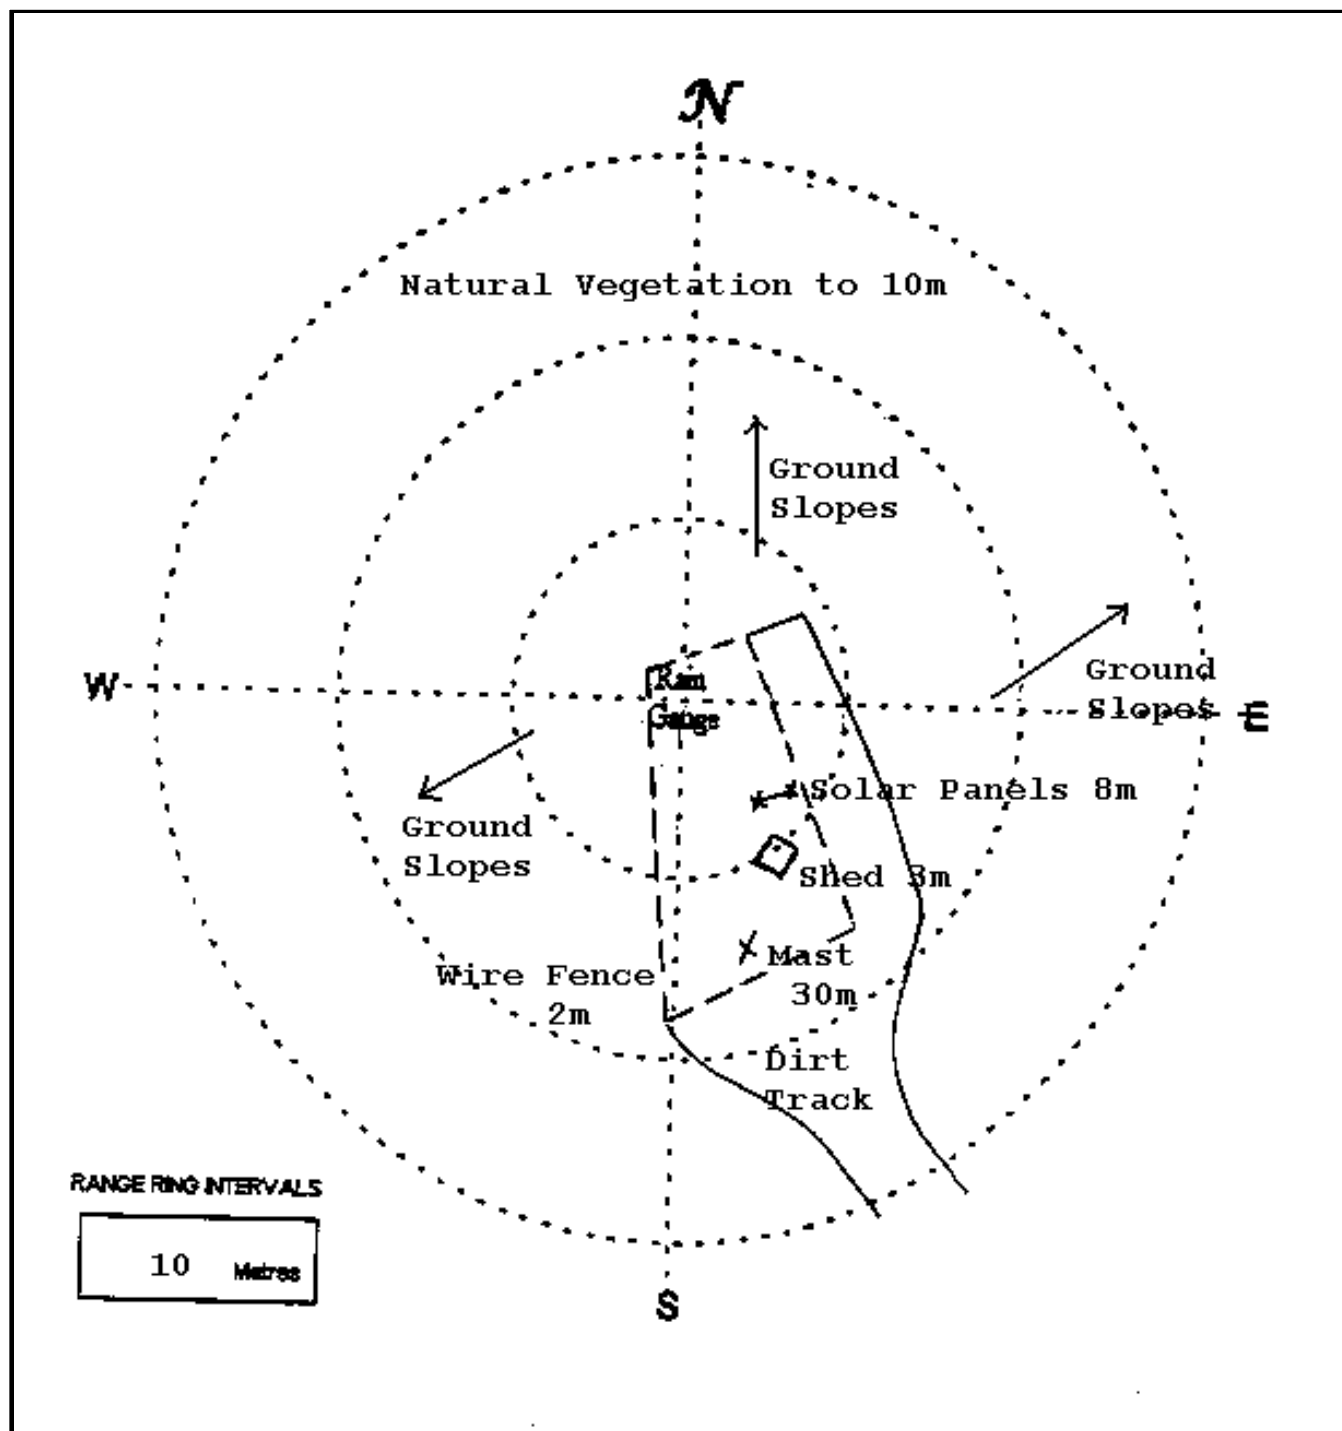 N
Natural Vegetation to 10m
Ground
Slopes
W
Rain
Gauge
E
Ground
Slopes
Solar Panels 8m
Ground
Slopes
Shed 3m
Mast
30m
Wire Fence
2m
Dirt
Track
RANGE RING INTERVALS
10 Metres
S